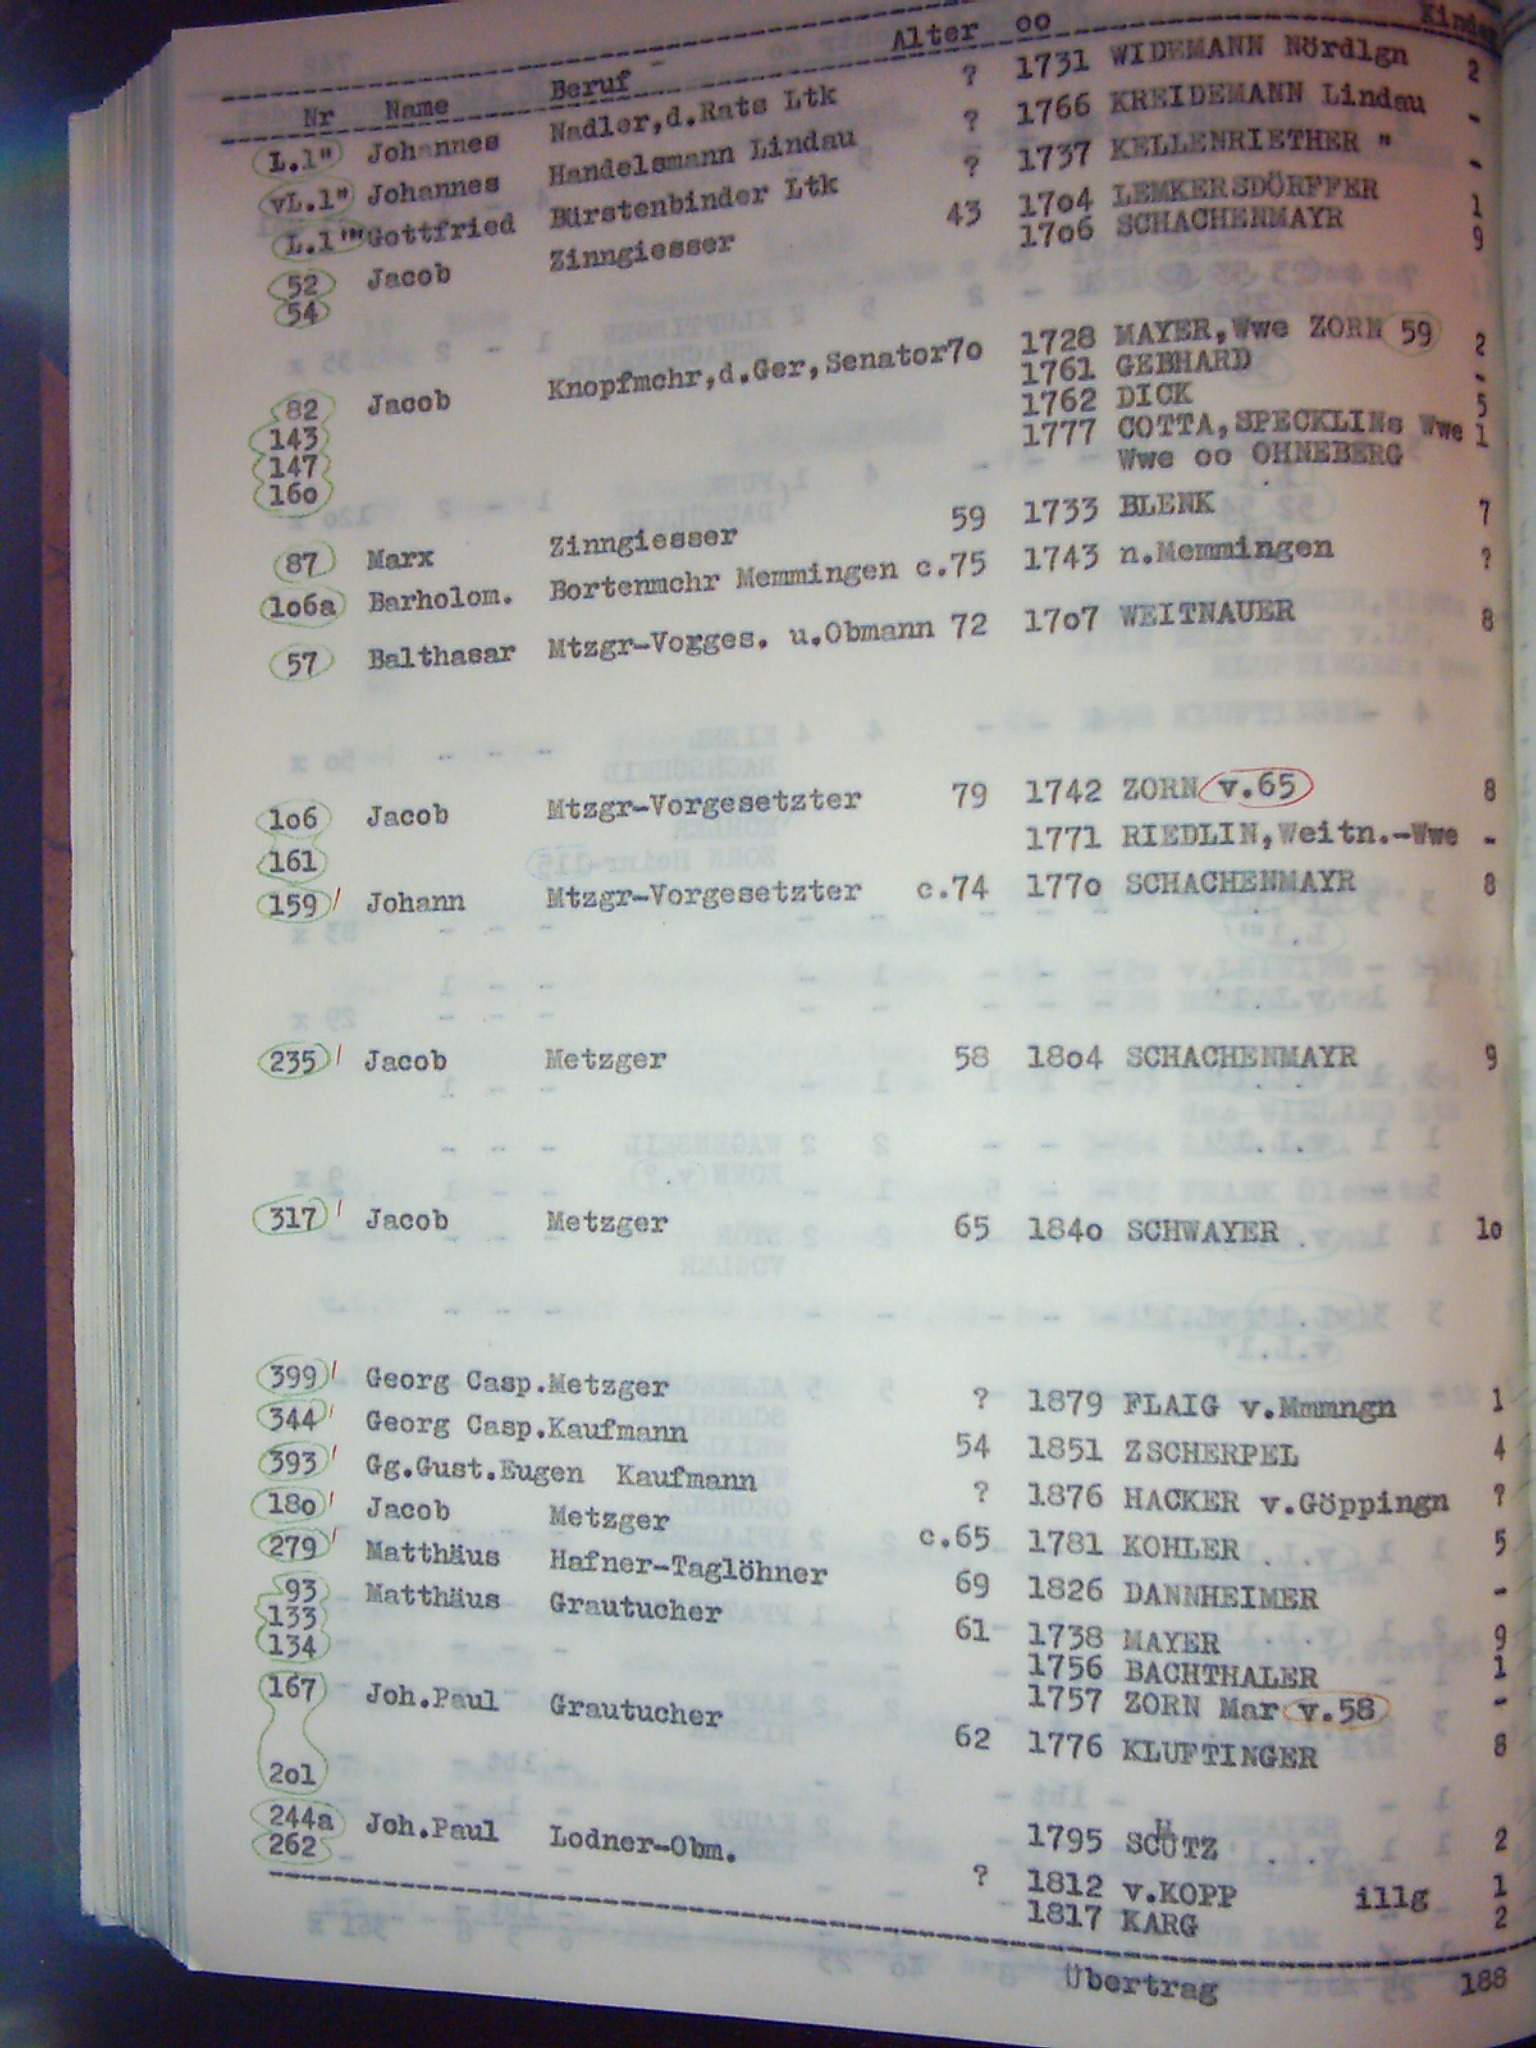 Nr Name Beruf Alter oo Kinder
L.1" Johannes Nadler,d.Rats Ltk ? 1731 WIDEMANN Nördlgn 2
vL.1" Johannes Handelsmann Lindau ? 1766 KREIDEMANN Lindau -
L.1"' Gottfried Bürstenbinder Ltk ? 1737 KELLENRIETHER " -
52 Jacob Zinngiesser 43 1704 LEMKERSDÖRFFER 1
54 1706 SCHACHENMAYR 9
82 Jacob Knopfmchr,d.Ger,Senator 70 1728 MAYER,Wwe ZORN 59 2
143 1761 GEBHARD -
147 1762 DICK 5
160 1777 COTTA,SPECKLINs Wwe 1
Wwe oo OHNEBERG
87 Marx Zinngiesser 59 1733 BLENK 7
106a Barholom. Bortenmchr Memmingen c.75 1743 n.Memmingen ?
57 Balthasar Mtzgr-Vorges. u.Obmann 72 1707 WEITNAUER 8
106 Jacob Mtzgr-Vorgesetzter 79 1742 ZORN v.65 8
161 1771 RIEDLIN,Weitn.-Wwe -
159 Johann Mtzgr-Vorgesetzter c.74 1770 SCHACHENMAYR 8
235 Jacob Metzger 58 1804 SCHACHENMAYR 9
317 Jacob Metzger 65 1840 SCHWAYER 10
399 Georg Casp.Metzger ? 1879 FLAIG v.Mmmngn 1
344 Georg Casp.Kaufmann 54 1851 ZSCHERPEL 4
393 Gg.Gust.Eugen Kaufmann ? 1876 HACKER v.Göppingn ?
180 Jacob Metzger c.65 1781 KOHLER 5
279 Matthäus Hafner-Taglöhner 69 1826 DANNHEIMER -
93 Matthäus Grautucher 61 1738 MAYER 9
133 1756 BACHTHALER 1
134 1757 ZORN Mar v.58 -
167 Joh.Paul Grautucher 62 1776 KLUFTINGER 8
201 1795 SCHÜTZ 2
244a Joh.Paul Lodner-Obm. ? 1812 v.KOPP illg 1
262 1817 KARG 2
Übertrag 188